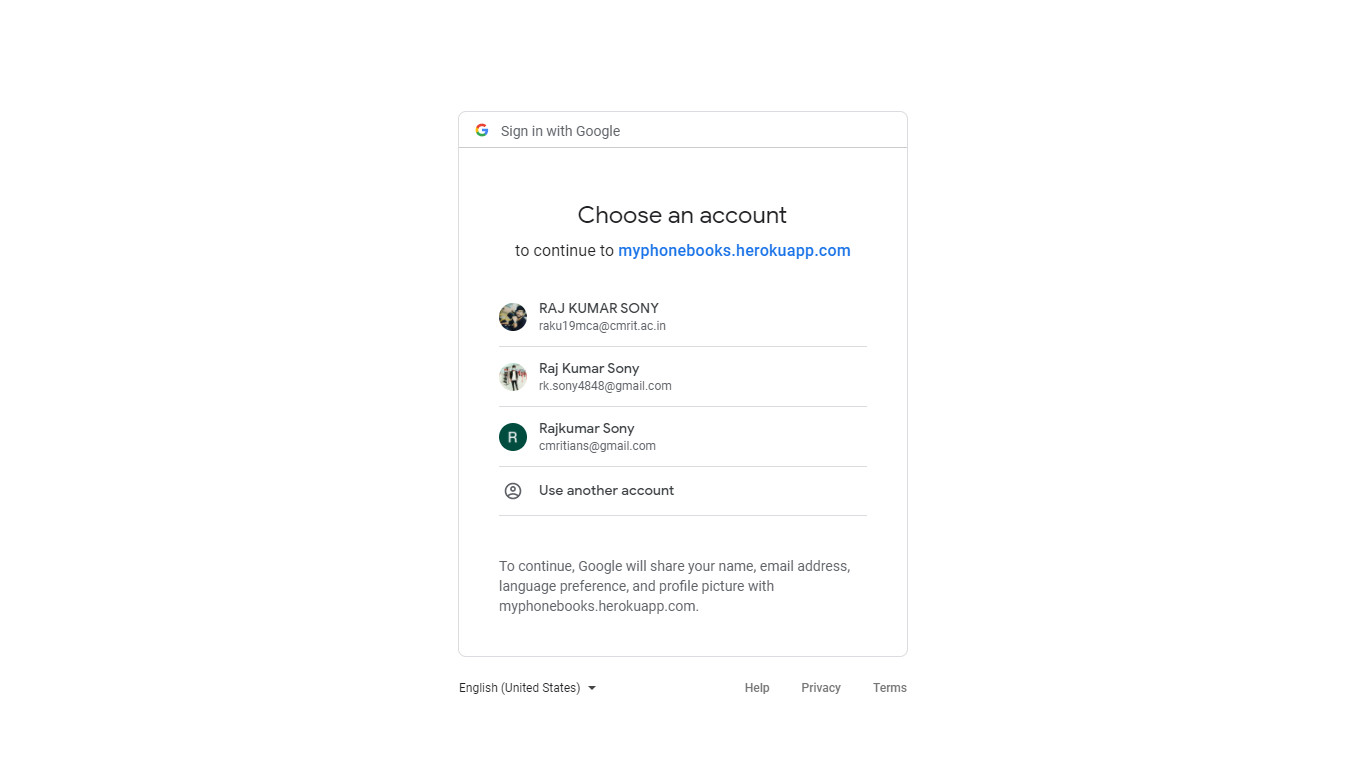 Sign in with Google
Choose an account
to continue to myphonebooks.herokuapp.com
RAJ KUMAR SONY
raku19mca@cmrit.ac.in
Raj Kumar Sony
rk.sony4848@gmail.com
R
Rajkumar Sony
cmritians@gmail.com
Use another account
To continue, Google will share your name, email address,
language preference, and profile picture with
myphonebooks.herokuapp.com.
English (United States)
Help
Privacy
Terms